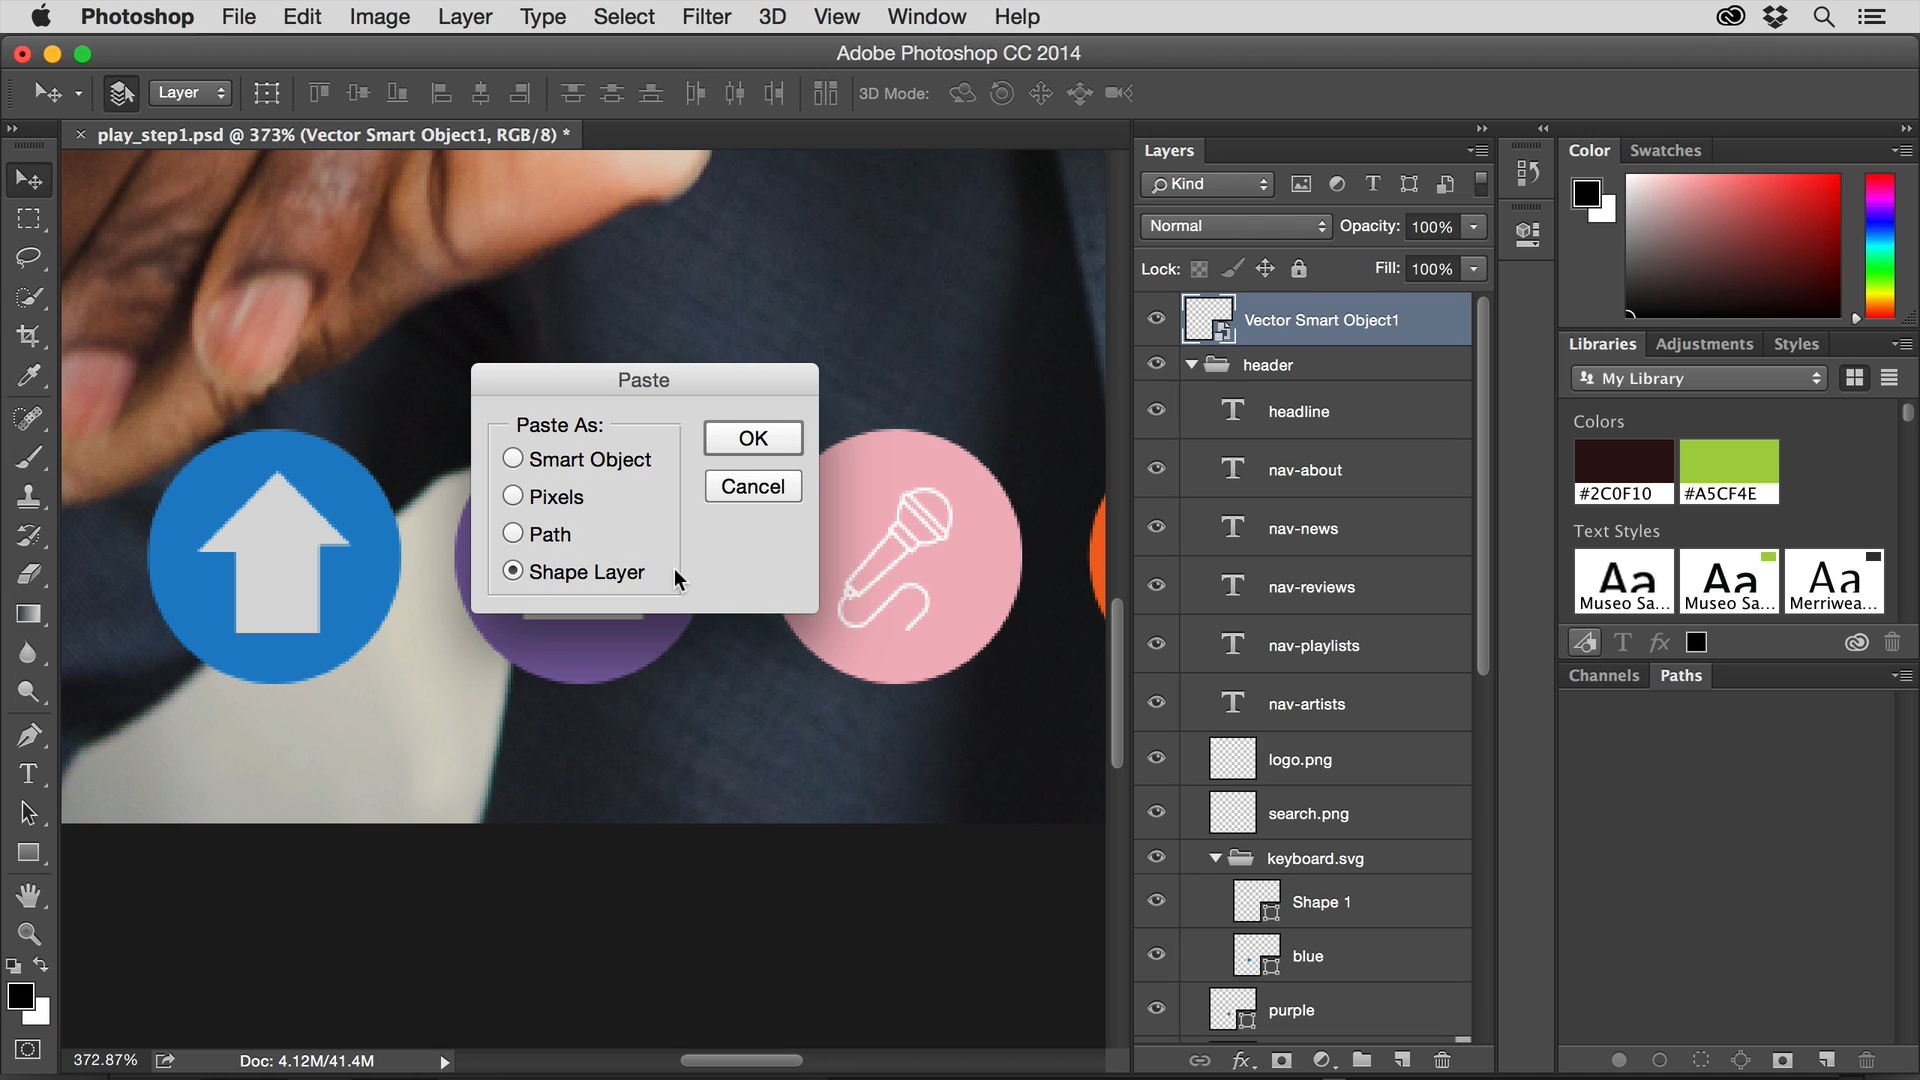 Photoshop File Edit Image Layer Type Select Filter 3D View Window Help
Adobe Photoshop CC 2014
Layer 3D Mode:
× play_step1.psd @ 373% (Vector Smart Object1, RGB/8) *
Paste
Paste As:
Smart Object
Pixels
Path
Shape Layer
OK
Cancel
372.87% Doc: 4.12M/41.4M
Layers
Kind
Normal Opacity: 100%
Lock: Fill: 100%
Vector Smart Object1
header
T headline
T nav-about
T nav-news
T nav-reviews
T nav-playlists
T nav-artists
logo.png
search.png
keyboard.svg
Shape 1
blue
purple
fx
Color Swatches
Libraries Adjustments Styles
My Library
Colors
#2C0F10 #A5CF4E
Text Styles
Aa Aa Aa
Museo Sa... Museo Sa... Merriwea...
T fx
Channels Paths